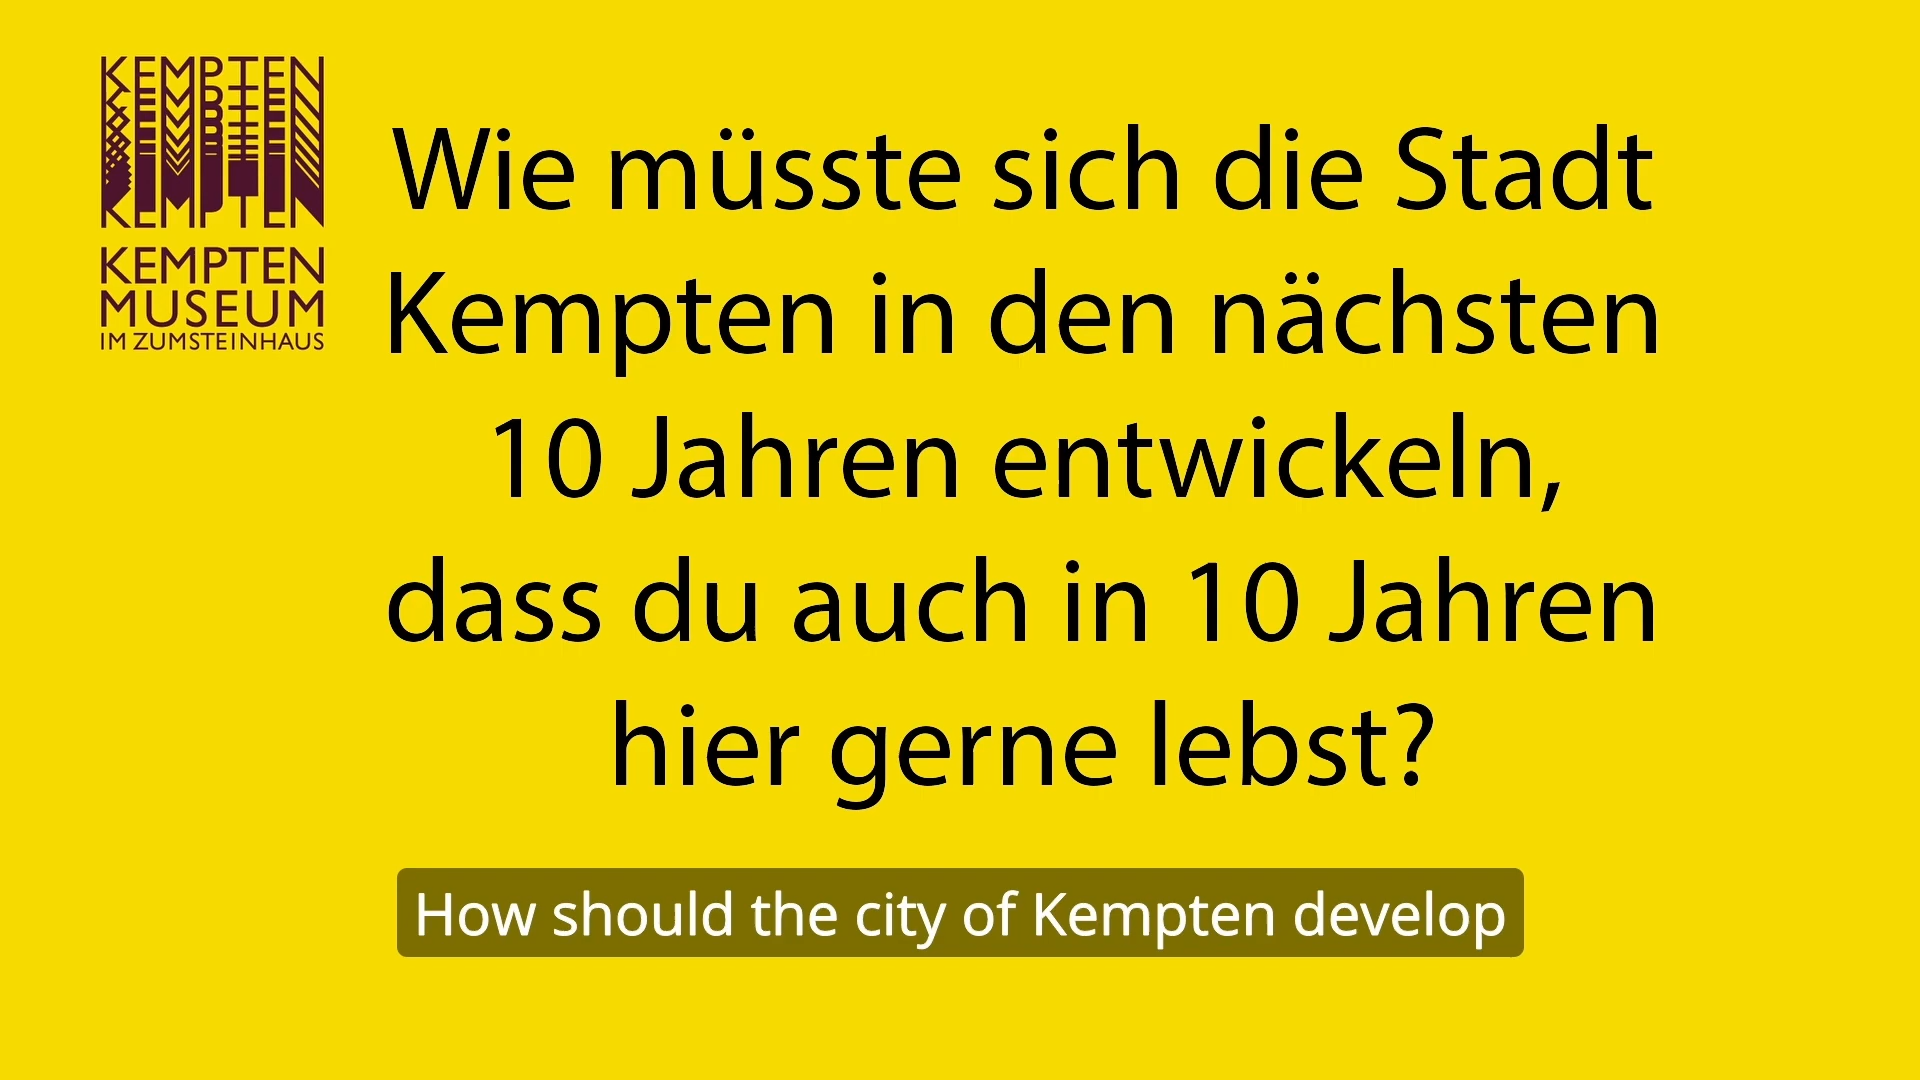 KEMPTEN
KEMPTEN
KEMPTEN
MUSEUM
IM ZUMSTEINHAUS
Wie müsste sich die Stadt
Kempten in den nächsten
10 Jahren entwickeln,
dass du auch in 10 Jahren
hier gerne lebst?
How should the city of Kempten develop